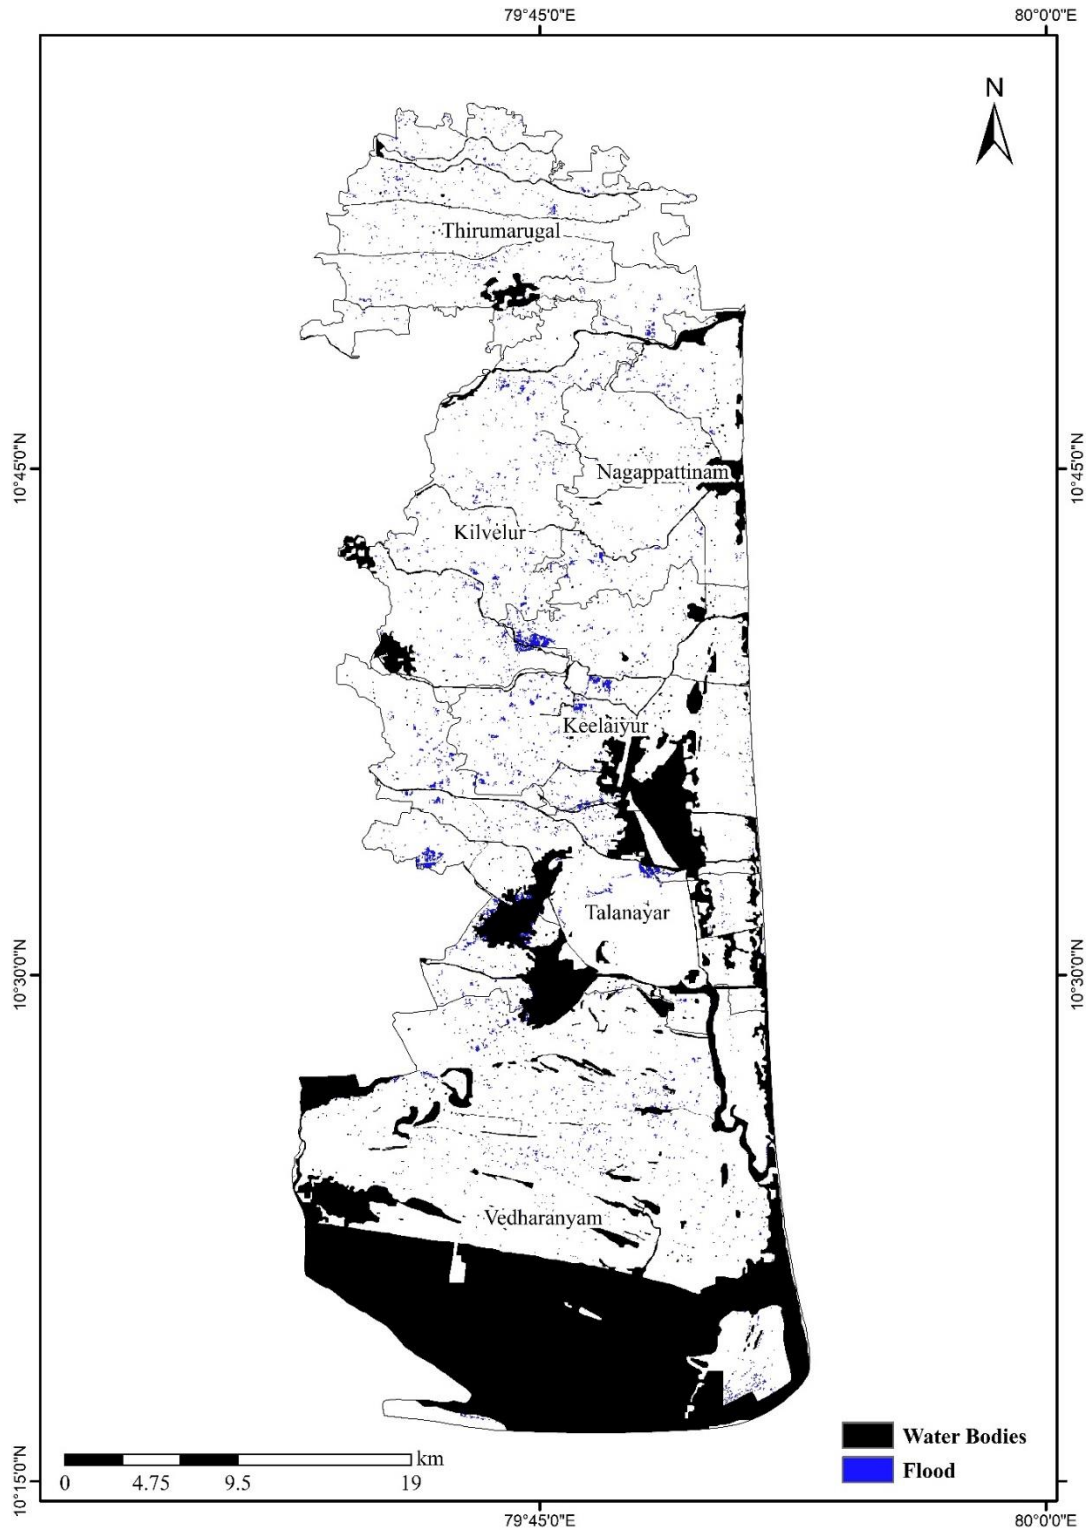 79°45'0"E 80°0'0"E
N
Thirumarugal
10°45'0"N 10°45'0"N
Nagappattinam
Kilvelur
Keelaiyur
Talanayar
10°30'0"N 10°30'0"N
Vedharanyam
Water Bodies
km
Flood
0 4.75 9.5 19
10°15'0"N
79°45'0"E 80°0'0"E